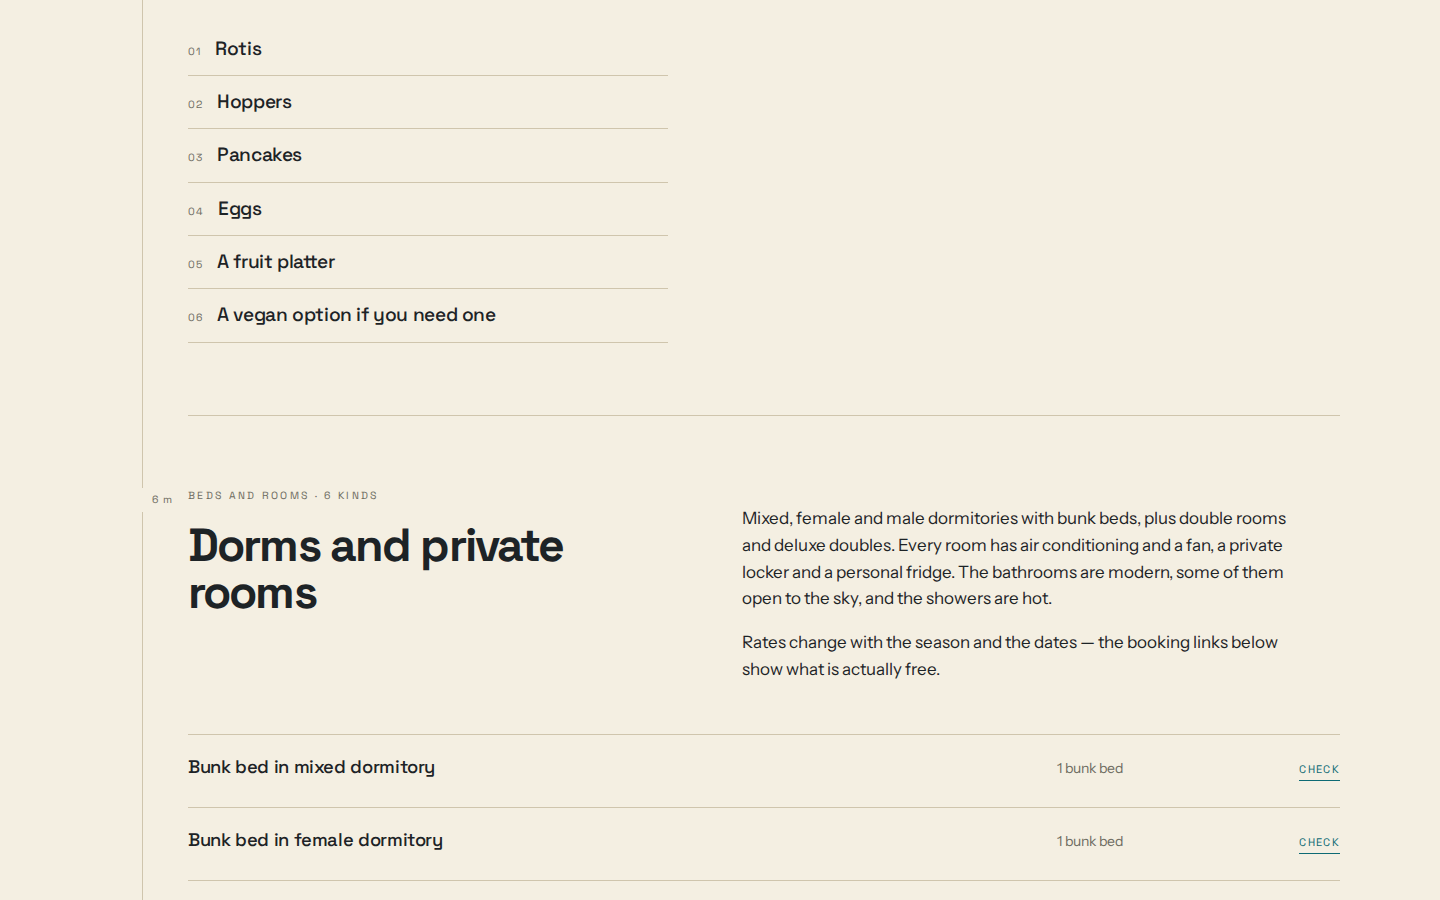 01 Rotis
02 Hoppers
03 Pancakes
04 Eggs
05 A fruit platter
06 A vegan option if you need one
6 m
BEDS AND ROOMS · 6 KINDS
Dorms and private
rooms
Mixed, female and male dormitories with bunk beds, plus double rooms
and deluxe doubles. Every room has air conditioning and a fan, a private
locker and a personal fridge. The bathrooms are modern, some of them
open to the sky, and the showers are hot.
Rates change with the season and the dates — the booking links below
show what is actually free.
Bunk bed in mixed dormitory 1 bunk bed CHECK
Bunk bed in female dormitory 1 bunk bed CHECK